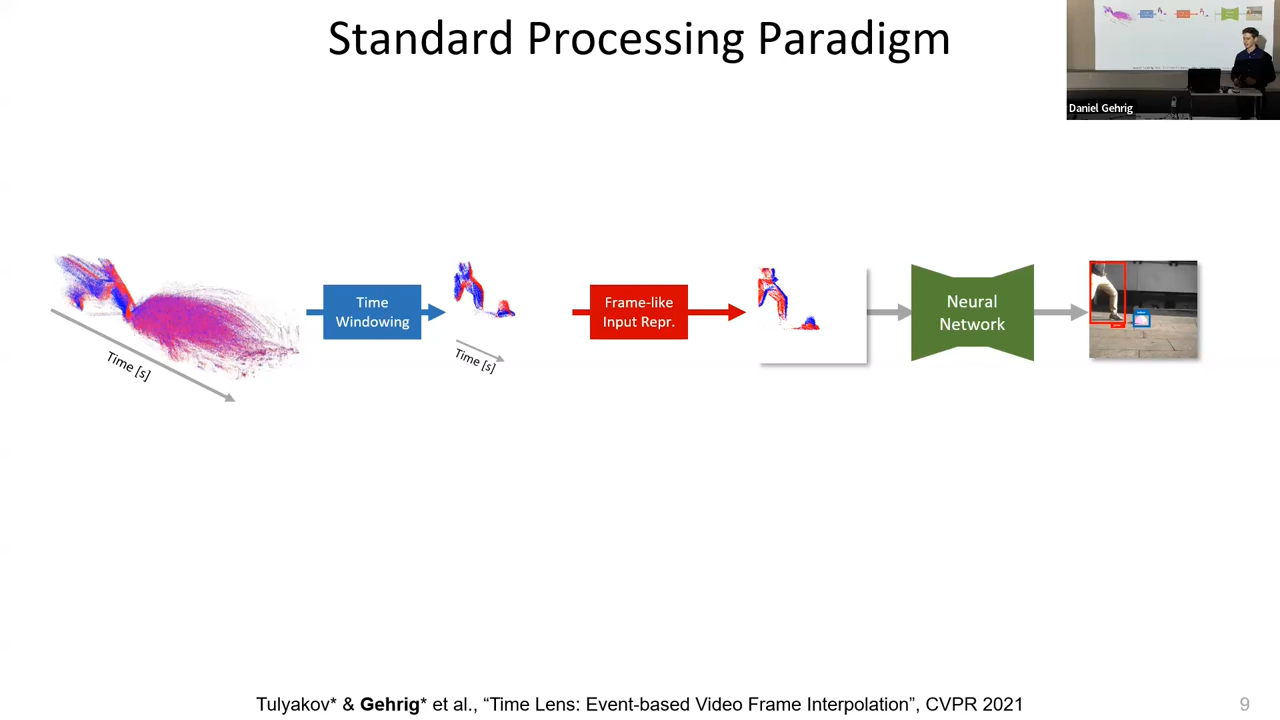 Standard Processing Paradigm
Daniel Gehrig
Time [s]
Time
Windowing
Time [s]
Frame-like
Input Repr.
Neural
Network
Tulyakov* & Gehrig* et al., “Time Lens: Event-based Video Frame Interpolation”, CVPR 2021
9